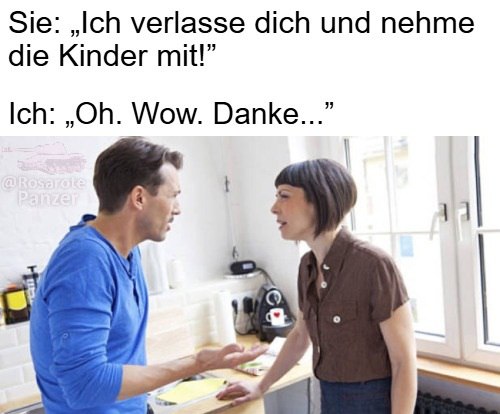 Sie: „Ich verlasse dich und nehme
die Kinder mit!”
Ich: „Oh. Wow. Danke...”
@Rosarote
Panzer